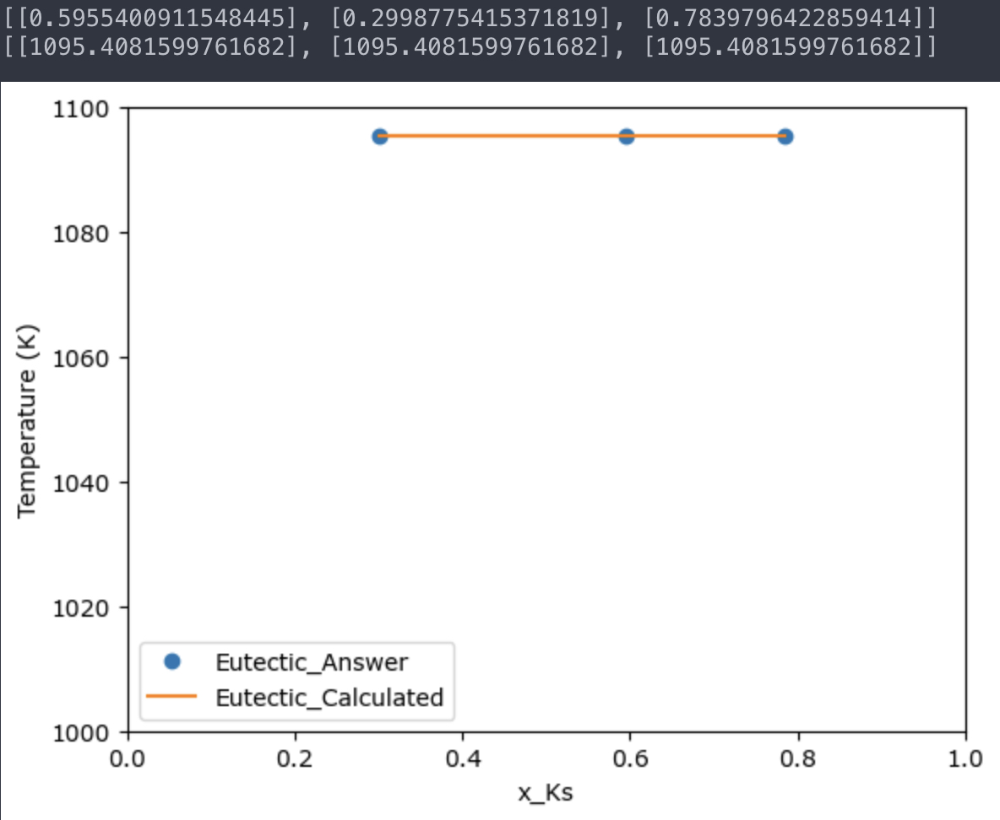 [[0.5955400911548445], [0.2998775415371819], [0.7839796422859414]]
[[1095.4081599761682], [1095.4081599761682], [1095.4081599761682]]
1100
1080
1060
1040
1020
1000
Temperature (K)
Eutectic_Answer
Eutectic_Calculated
0.0 0.2 0.4 0.6 0.8 1.0
x_Ks